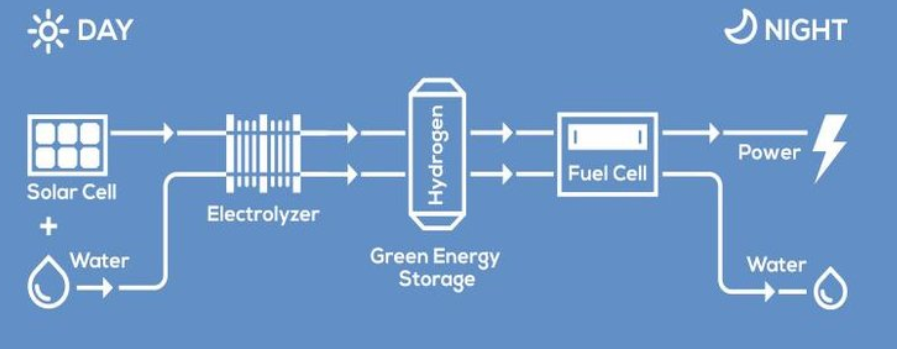 DAY
NIGHT
Solar Cell
+
Water
Electrolyzer
Hydrogen
Green Energy
Storage
Fuel Cell
Power
Water